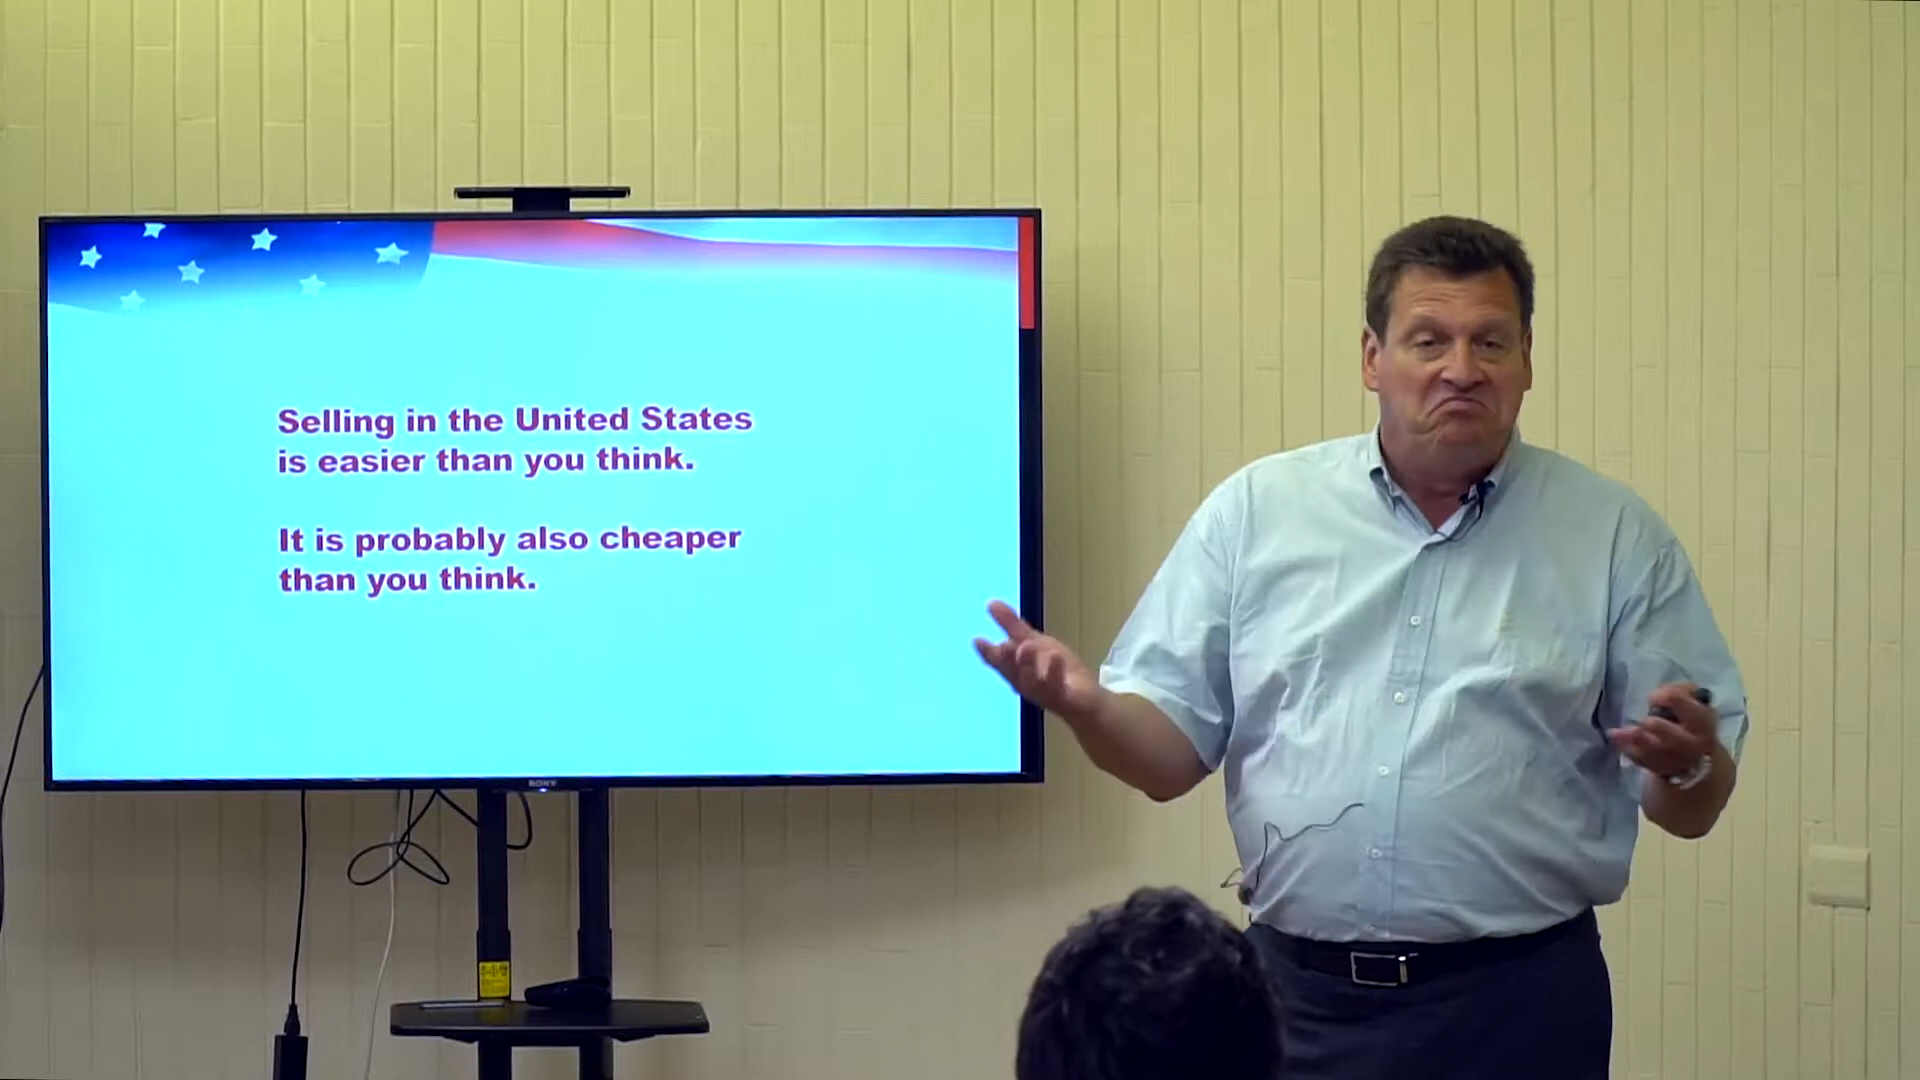 Selling in the United States
is easier than you think.
It is probably also cheaper
than you think.
SONY